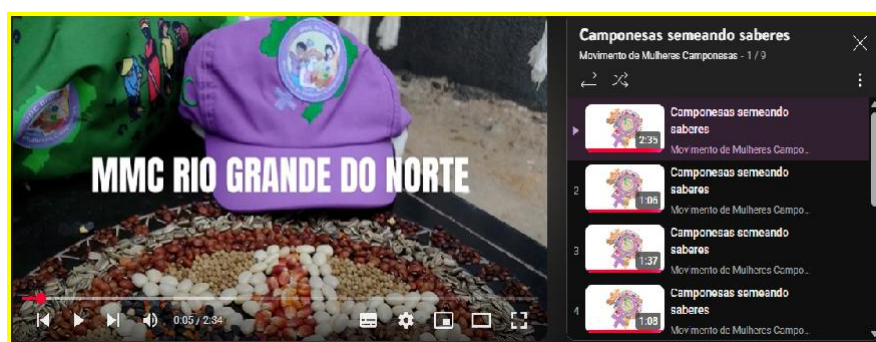 MMC RIO GRANDE DO NORTE
0:05 / 2:34
Camponesas semeando saberes
Movimento de Mulheres Camponesas - 1 / 9
Camponesas semeando
saberes
Movimento de Mulheres Campo...
2:35
2
Camponesas semeando
saberes
Movimento de Mulheres Campo...
1:06
3
Camponesas semeando
saberes
Movimento de Mulheres Campo...
1:37
4
Camponesas semeando
saberes
Movimento de Mulheres Campo...
1:08